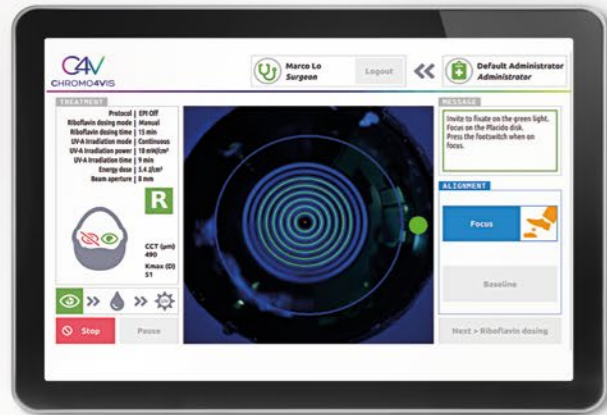 C4V
CHROMO4VIS
Marco Lo
Surgeon
Logout
Default Administrator
Administrator
TREATMENT
Protocol | EPI Off
Riboflavin dosing mode | Manual
Riboflavin dosing time | 15 min
UV-A Irradiation mode | Continuous
UV-A Irradiation power | 10 mW/cm²
UV-A Irradiation time | 9 min
Energy dose | 5.4 J/cm²
Beam aperture | 8 mm
R
CCT (μm)
490
Kmax (D)
51
Stop
Pause
MESSAGE
Invite to fixate on the green light.
Focus on the Placido disk.
Press the footswitch when on
focus.
ALIGNMENT
Focus
Baseline
Next > Riboflavin dosing